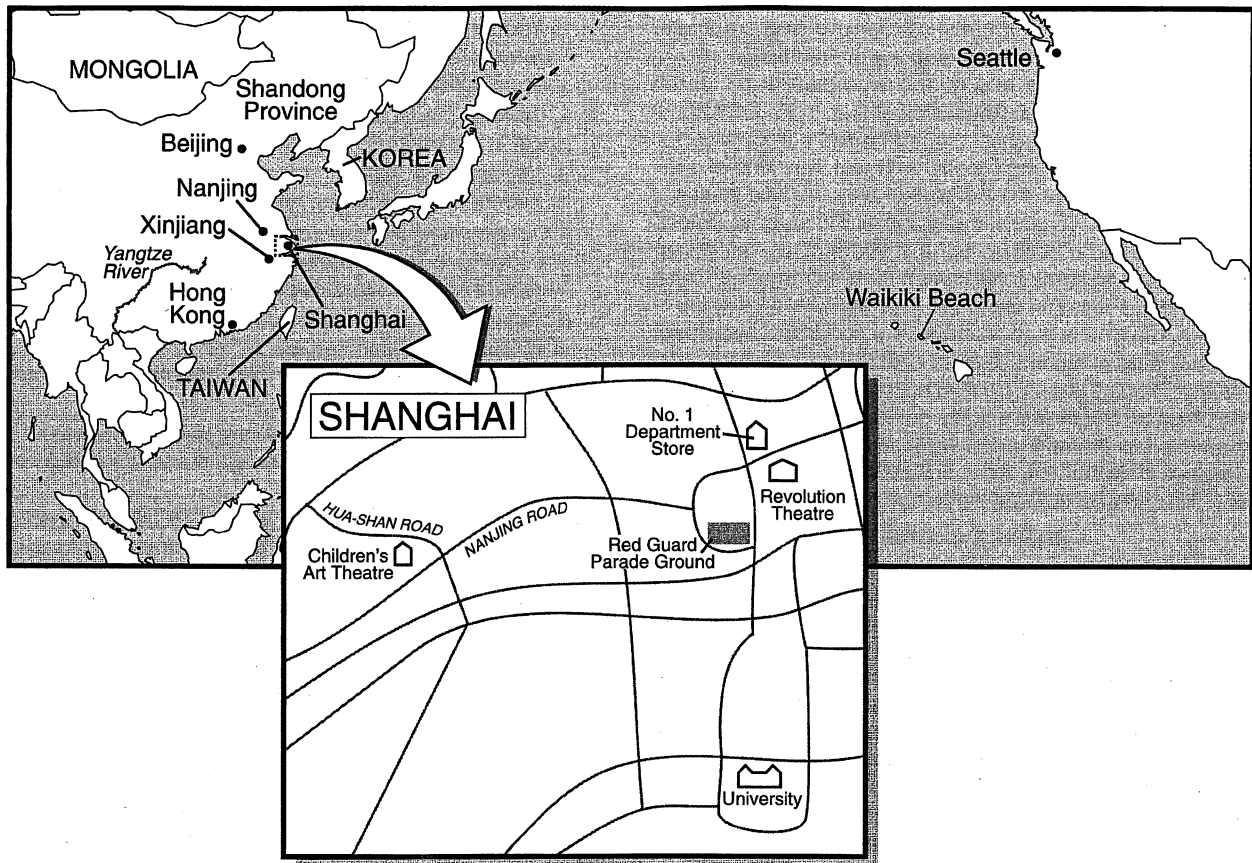 MONGOLIA
Shandong
Province
Beijing
KOREA
Nanjing
Xinjiang
Yangtze
River
Hong
Kong
Shanghai
TAIWAN
Seattle
Waikiki Beach
SHANGHAI
No. 1
Department
Store
Revolution
Theatre
HUA-SHAN ROAD
NANJING ROAD
Children's
Art Theatre
Red Guard
Parade Ground
University